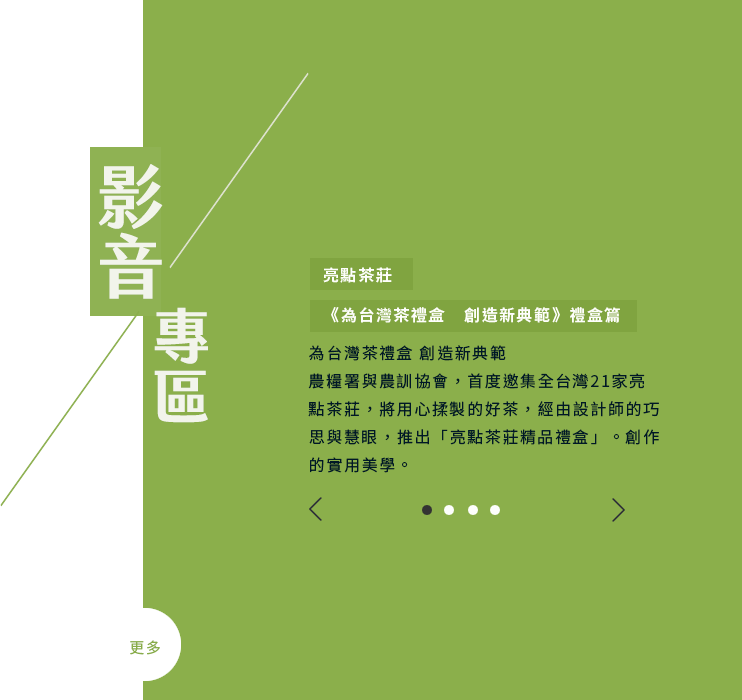 影音
專區
亮點茶莊
《為台灣茶禮盒　創造新典範》禮盒篇
為台灣茶禮盒 創造新典範
農糧署與農訓協會，首度邀集全台灣21家亮
點茶莊，將用心揉製的好茶，經由設計師的巧
思與慧眼，推出「亮點茶莊精品禮盒」。創作
的實用美學。
更多